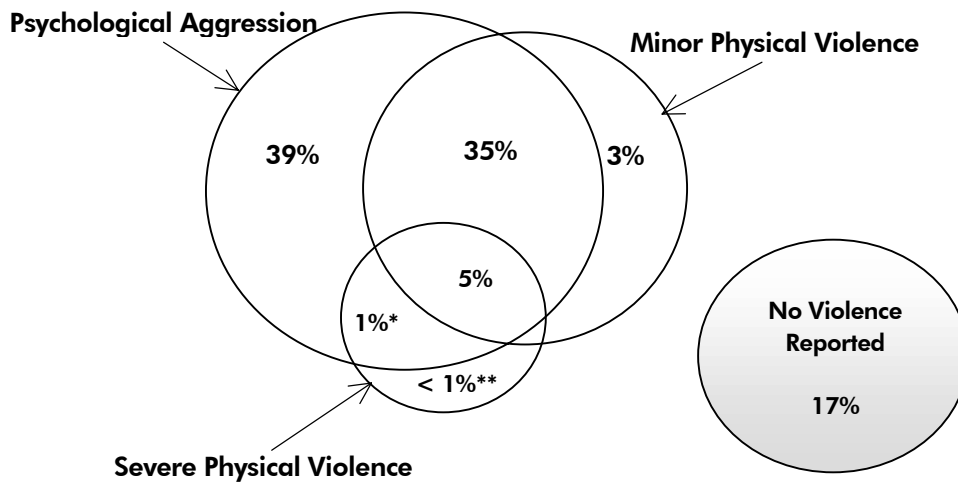 Psychological Aggression
Minor Physical Violence
39%
35%
3%
5%
1%*
< 1%**
No Violence
Reported
17%
Severe Physical Violence